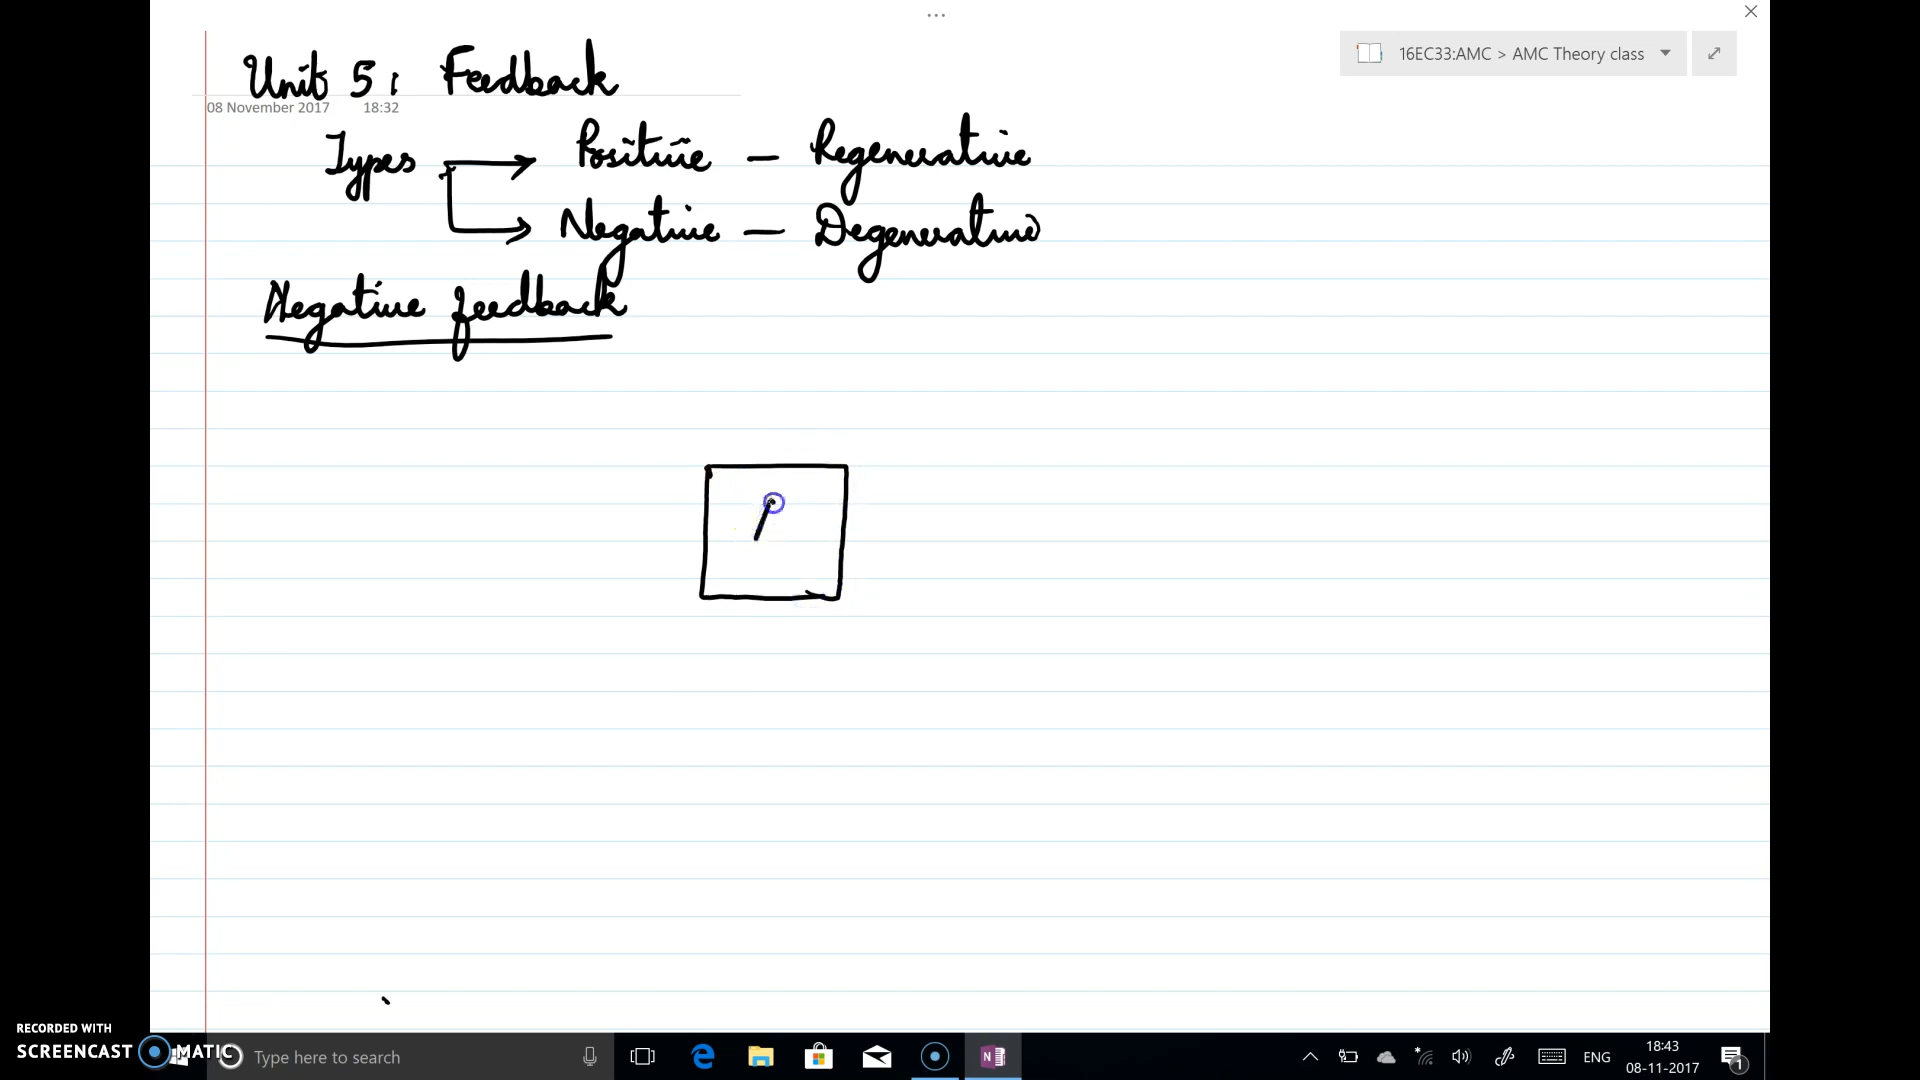 16EC33:AMC > AMC Theory class
Unit 5: Feedback
08 November 2017 18:32
Types → Positive — Regenerative
→ Negative — Degenerative
Negative feedback
RECORDED WITH
SCREENCAST MATIC
Type here to search
N
ENG
18:43
08-11-2017
1